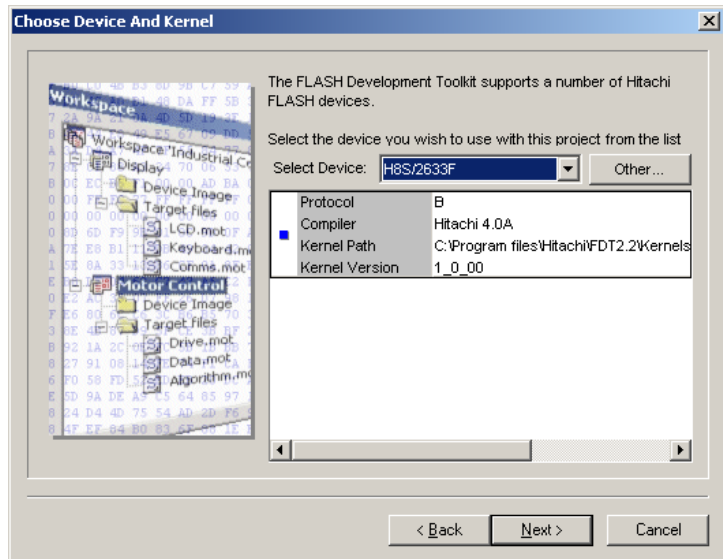 Choose Device And Kernel
The FLASH Development Toolkit supports a number of Hitachi
FLASH devices.
Select the device you wish to use with this project from the list
Select Device: H8S/2633F Other...
Protocol B
Compiler Hitachi 4.0A
Kernel Path C:\Program files\Hitachi\FDT2.2\Kernels
Kernel Version 1_0_00
Workspace
Workspace 'Industrial Co
Display
Device Image
Target files
LCD.mot
Keyboard.mo
Comms.mot
Motor Control
Device Image
Target files
Drive.mot
Data.mot
Algorithm.mo
< Back Next > Cancel